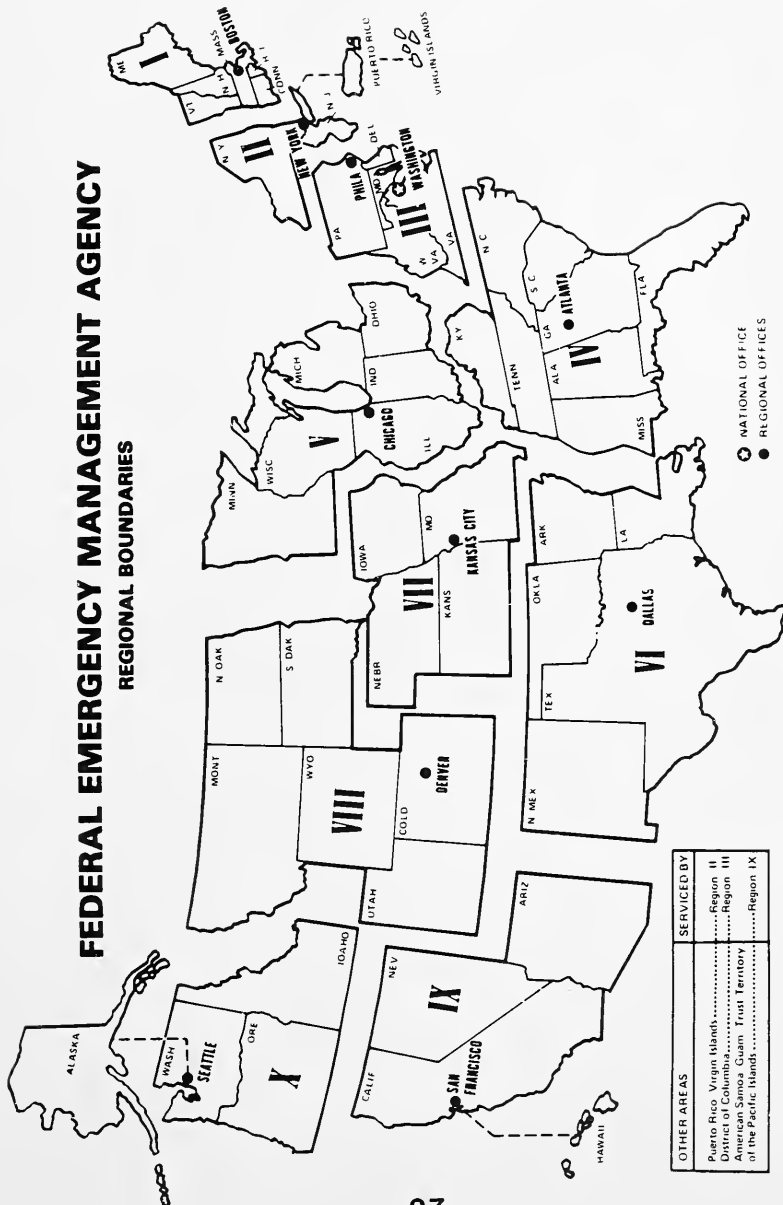 FEDERAL EMERGENCY MANAGEMENT AGENCY
REGIONAL BOUNDARIES
ALASKA
WASH
SEATTLE
ORE
IDAHO
X
CALIF
NEV
IX
SAN
FRANCISCO
HAWAII
ARIZ
MONT
N DAK
S DAK
WYO
VIII
UTAH
COLD
DENVER
NEBR
VII
KANS
IOWA
MO
KANSAS CITY
N MEX
TEX
OKLA
ARK
LA
VI
DALLAS
MINN
WISC
MICH
V
CHICAGO
ILL
IND
OHIO
KY
TENN
N C
S C
MISS
ALA
GA
ATLANTA
IV
FLA
PA
PHILA
DEL
MD
WASHINGTON
III
W
VA
VA
NY
II
NEW YORK
N J
PUERTO RICO
VIRGIN ISLANDS
ME
I
VT
N H
MASS
BOSTON
R I
CONN
NATIONAL OFFICE
REGIONAL OFFICES
OTHER AREAS SERVICED BY
Puerto Rico Virgin Islands..........Region II
District of Columbia..........Region III
American Samoa Guam Trust Territory
of the Pacific Islands..........Region IX